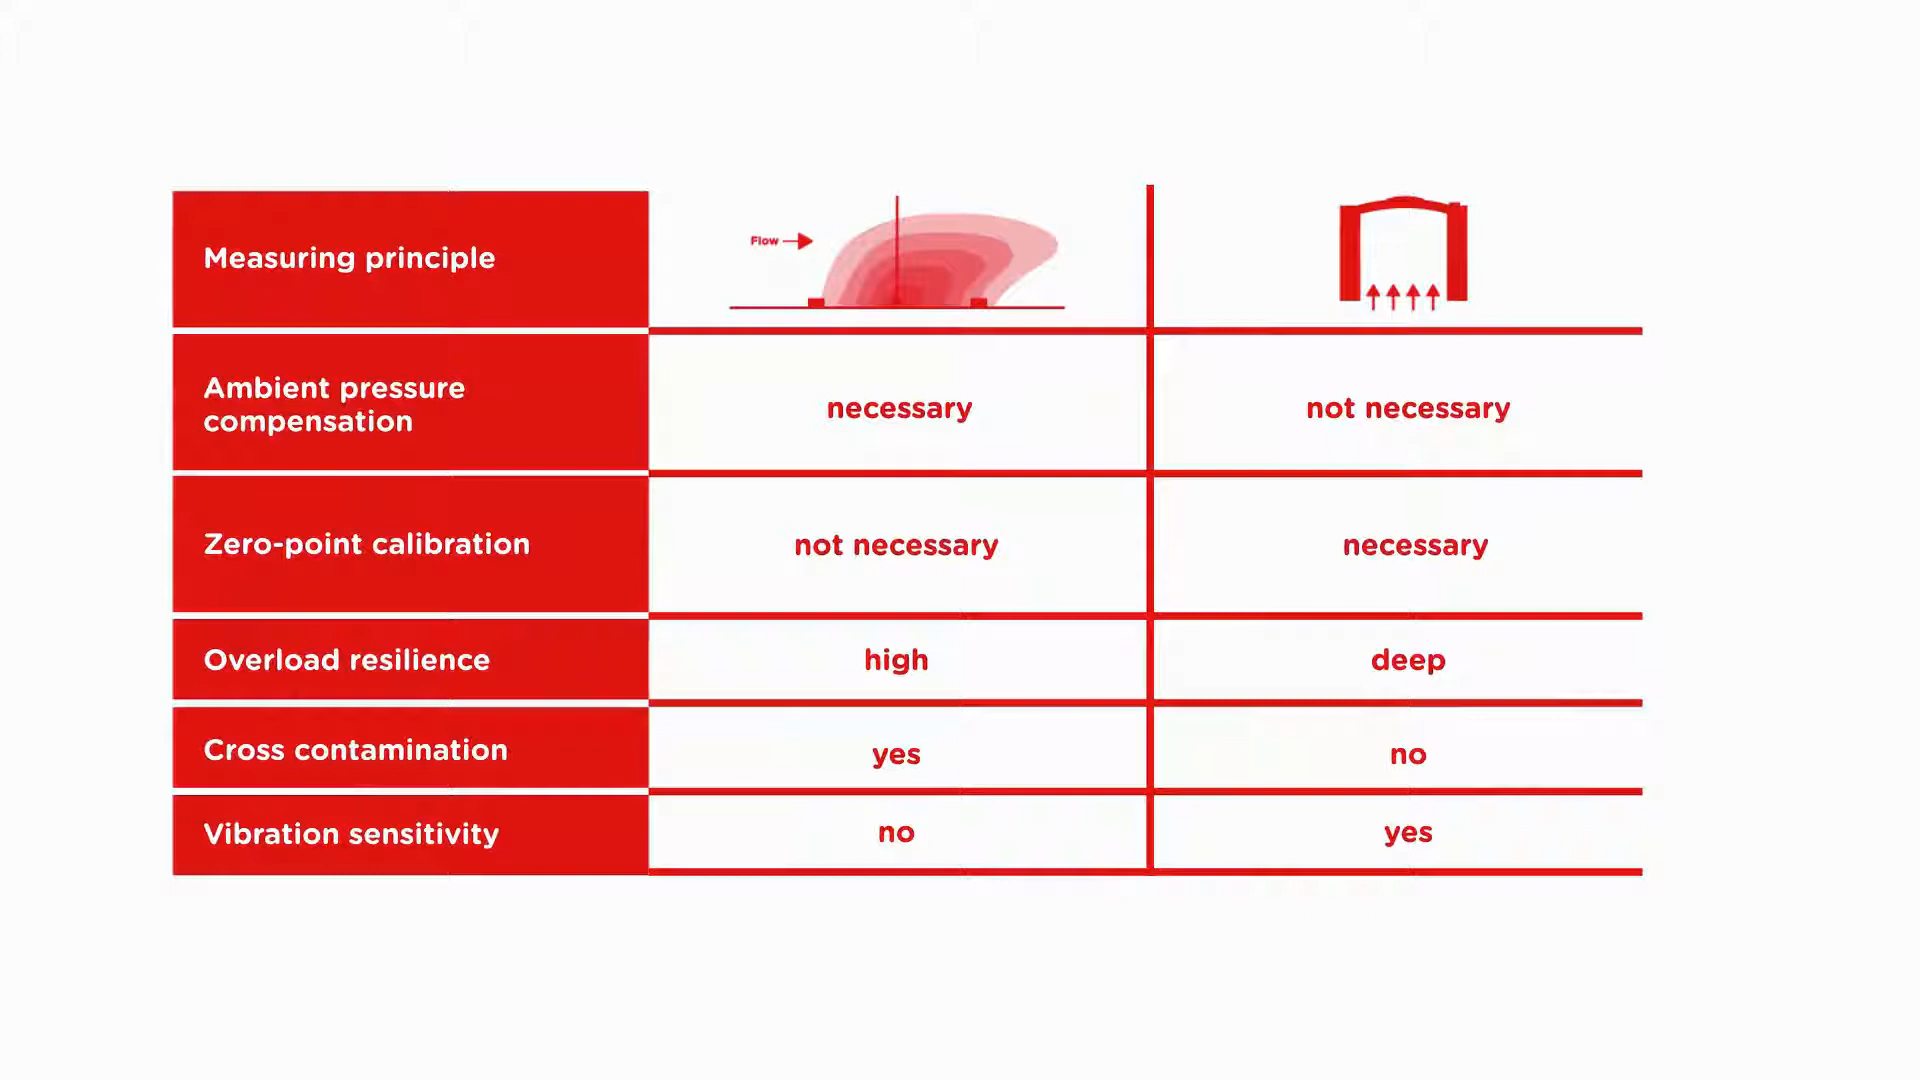 Measuring principle
Flow
Ambient pressure
compensation
necessary
not necessary
Zero-point calibration
not necessary
necessary
Overload resilience
high
deep
Cross contamination
yes
no
Vibration sensitivity
no
yes